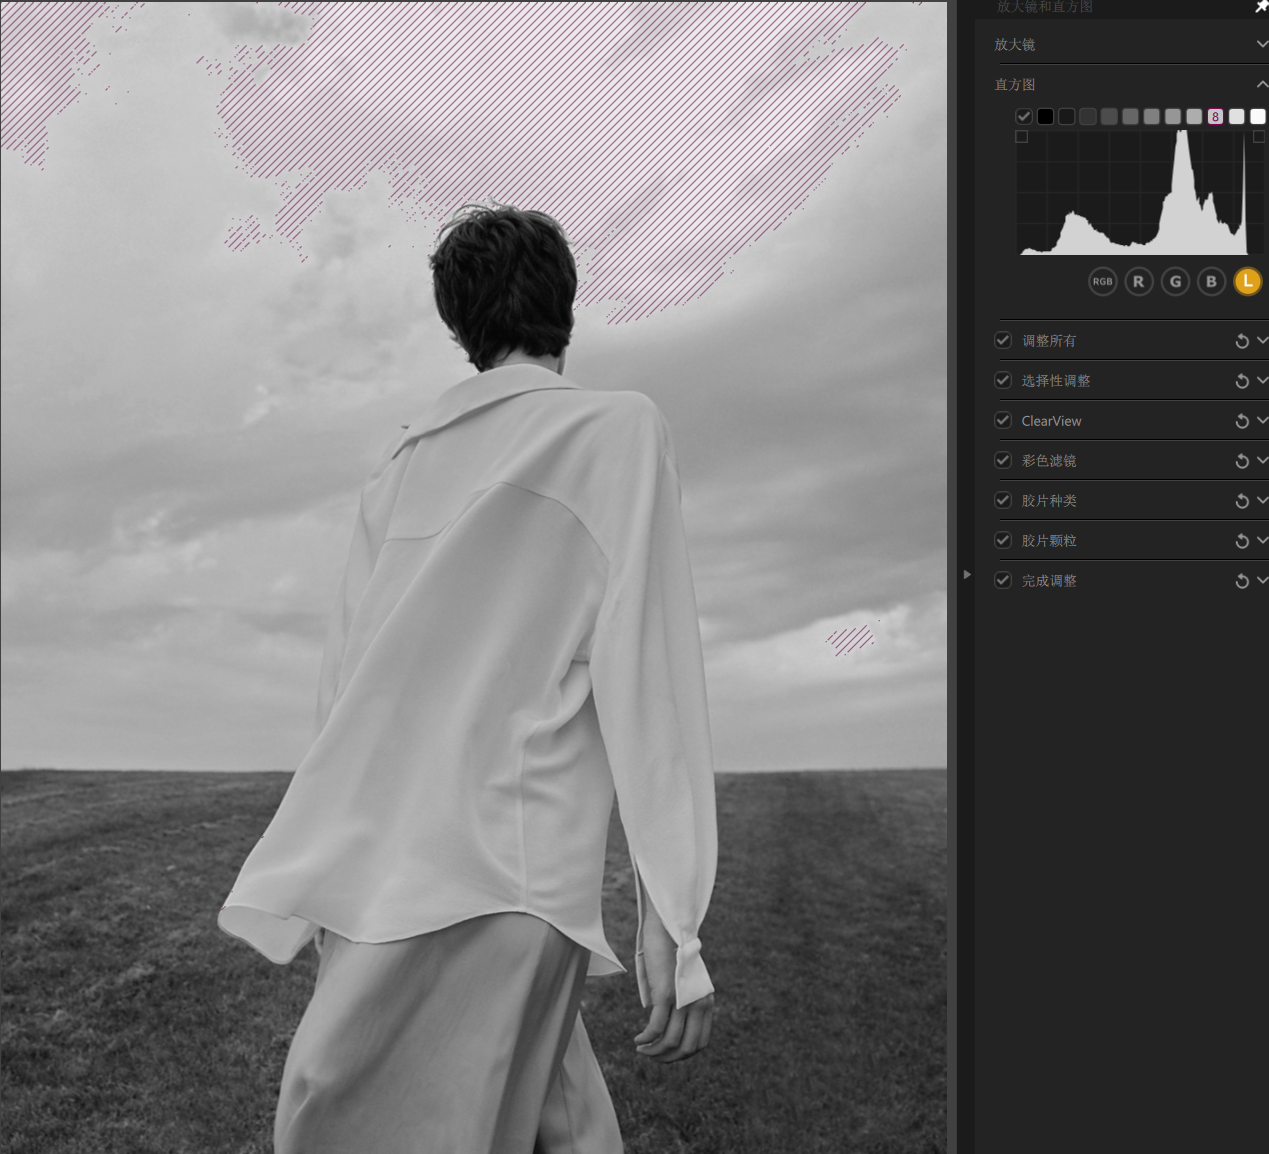 放大镜和直方图
放大镜
直方图
8
RGB R G B L
调整所有
选择性调整
ClearView
彩色滤镜
胶片种类
胶片颗粒
完成调整